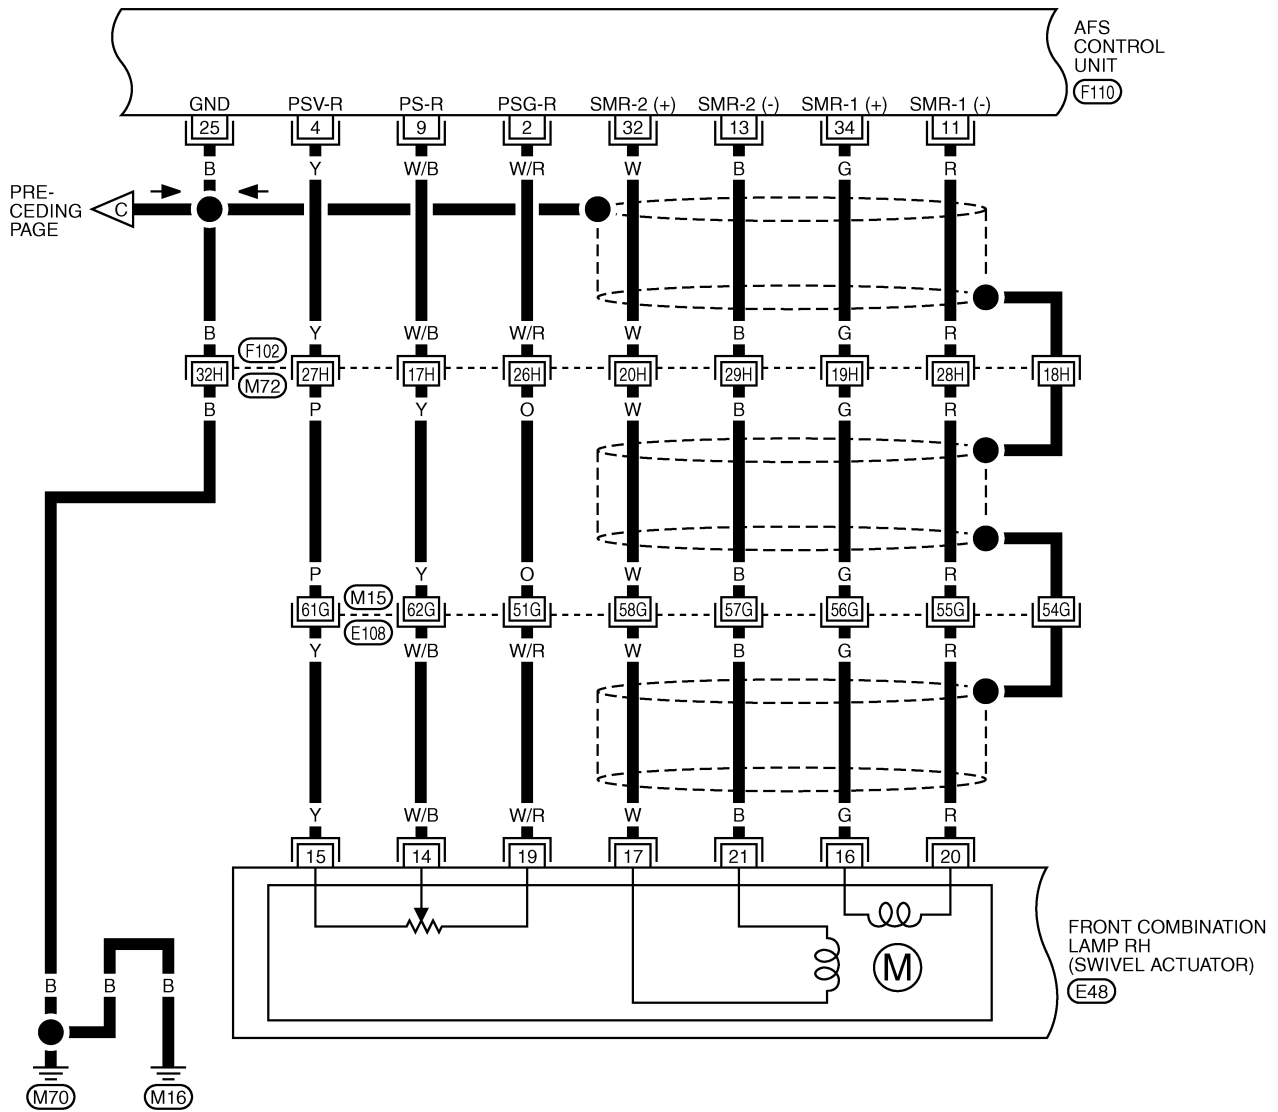 AFS
CONTROL
UNIT
F110
GND PSV-R PS-R PSG-R SMR-2 (+) SMR-2 (-) SMR-1 (+) SMR-1 (-)
25 4 9 2 32 13 34 11
B Y W/B W/R W B G R
PRE-
CEDING
PAGE
C
B Y W/B W/R W B G R
F102
32H 27H 17H 26H 20H 29H 19H 28H 18H
M72
B P Y O W B G R
P Y O W B G R
M15
61G 62G 51G 58G 57G 56G 55G 54G
E108
Y W/B W/R W B G R
Y W/B W/R W B G R
15 14 19 17 21 16 20
M
FRONT COMBINATION
LAMP RH
(SWIVEL ACTUATOR)
E48
B B B
M70 M16